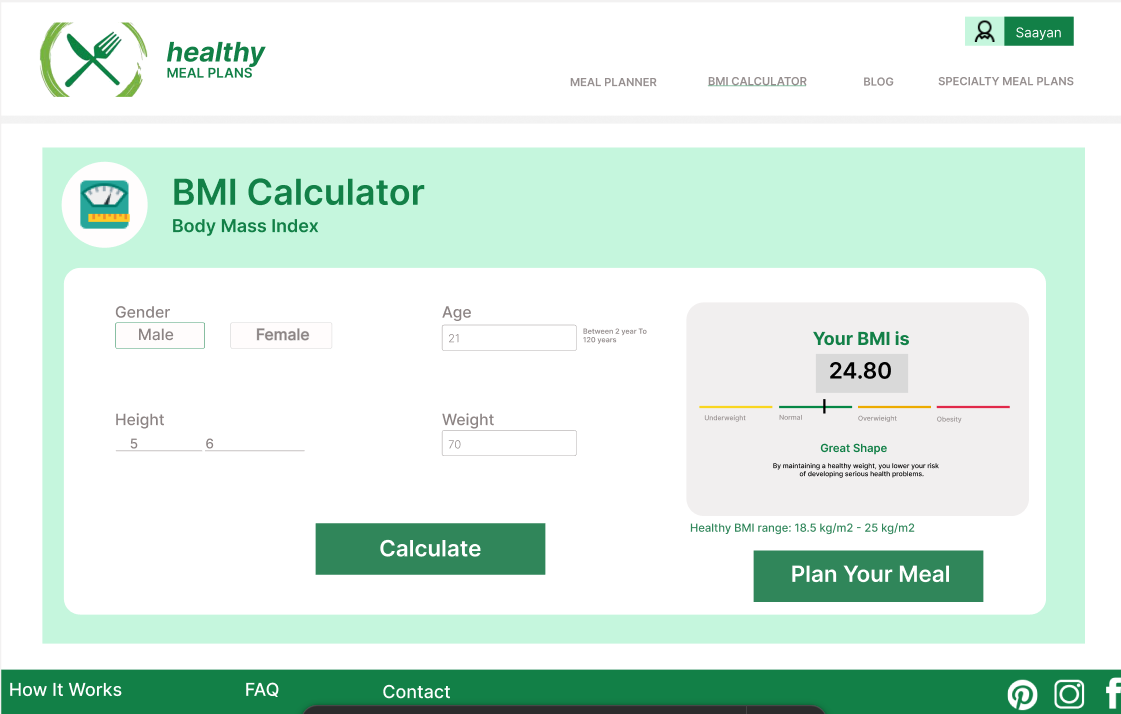 healthy
MEAL PLANS
Saayan
MEAL PLANNER
BMI CALCULATOR
BLOG
SPECIALTY MEAL PLANS
BMI Calculator
Body Mass Index
Gender
Male
Female
Age
21
Between 2 year To
120 years
Height
5
6
Weight
70
Calculate
Your BMI is
24.80
Underweight
Normal
Overwieght
Obesity
Great Shape
By maintaining a healthy weight, you lower your risk
of developing serious health problems.
Healthy BMI range: 18.5 kg/m2 - 25 kg/m2
Plan Your Meal
How It Works
FAQ
Contact